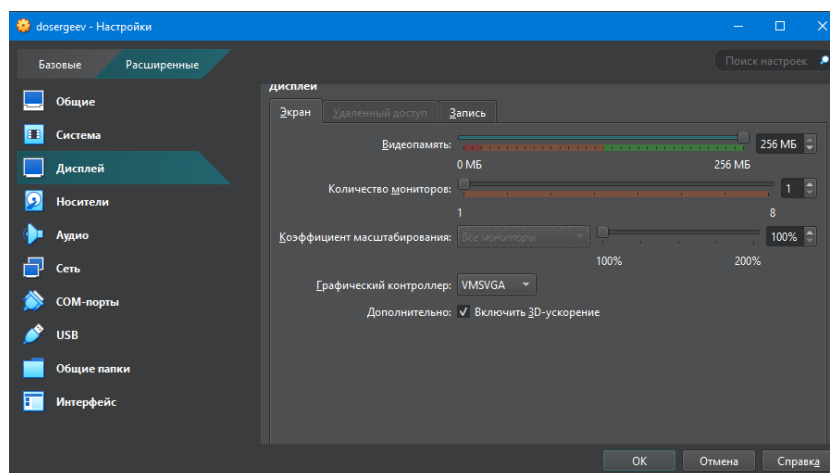 dosergeev - Настройки
Базовые Расширенные Поиск настроек
Общие
Система
Дисплей
Носители
Аудио
Сеть
COM-порты
USB
Общие папки
Интерфейс
Дисплей
Экран Удаленный доступ Запись
Видеопамять: 256 МБ
0 МБ 256 МБ
Количество мониторов: 1
1 8
Коэффициент масштабирования: Все мониторы 100%
100% 200%
Графический контроллер: VMSVGA
Дополнительно: Включить 3D-ускорение
OK Отмена Справка